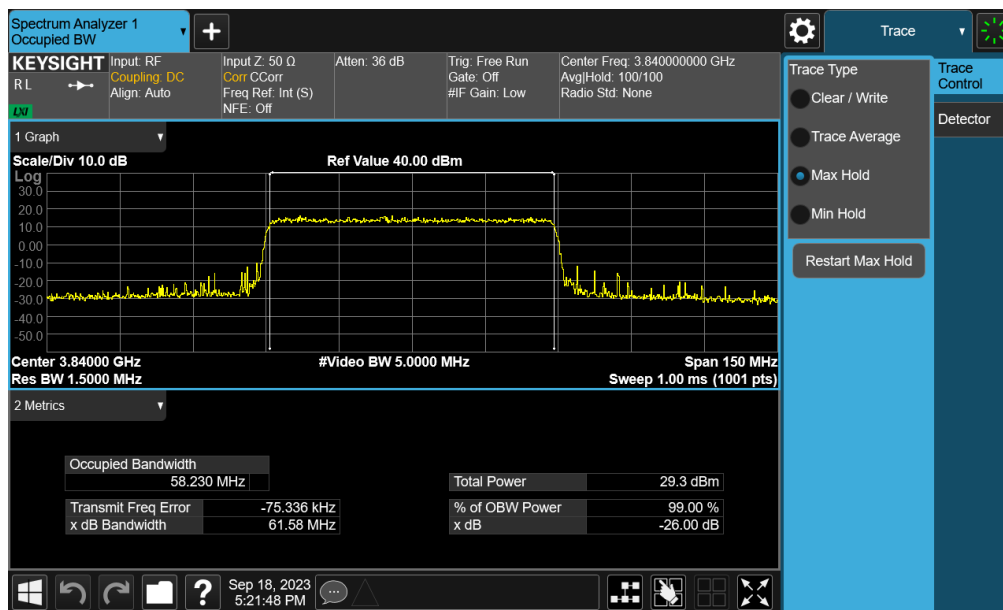 Spectrum Analyzer 1
Occupied BW
Trace
KEYSIGHT
R L
LXI
Input: RF
Coupling: DC
Align: Auto
Input Z: 50 Ω
Corr CCorr
Freq Ref: Int (S)
NFE: Off
Atten: 36 dB
Trig: Free Run
Gate: Off
#IF Gain: Low
Center Freq: 3.840000000 GHz
Avg|Hold: 100/100
Radio Std: None
Trace Type
Clear / Write
Trace Average
Max Hold
Min Hold
Restart Max Hold
Trace
Control
Detector
1 Graph
Scale/Div 10.0 dB
Ref Value 40.00 dBm
Log
30.0
20.0
10.0
0.00
-10.0
-20.0
-30.0
-40.0
-50.0
Center 3.84000 GHz
#Video BW 5.0000 MHz
Span 150 MHz
Res BW 1.5000 MHz
Sweep 1.00 ms (1001 pts)
2 Metrics
Occupied Bandwidth
58.230 MHz
Total Power 29.3 dBm
Transmit Freq Error -75.336 kHz
% of OBW Power 99.00 %
x dB Bandwidth 61.58 MHz
x dB -26.00 dB
?
Sep 18, 2023
5:21:48 PM